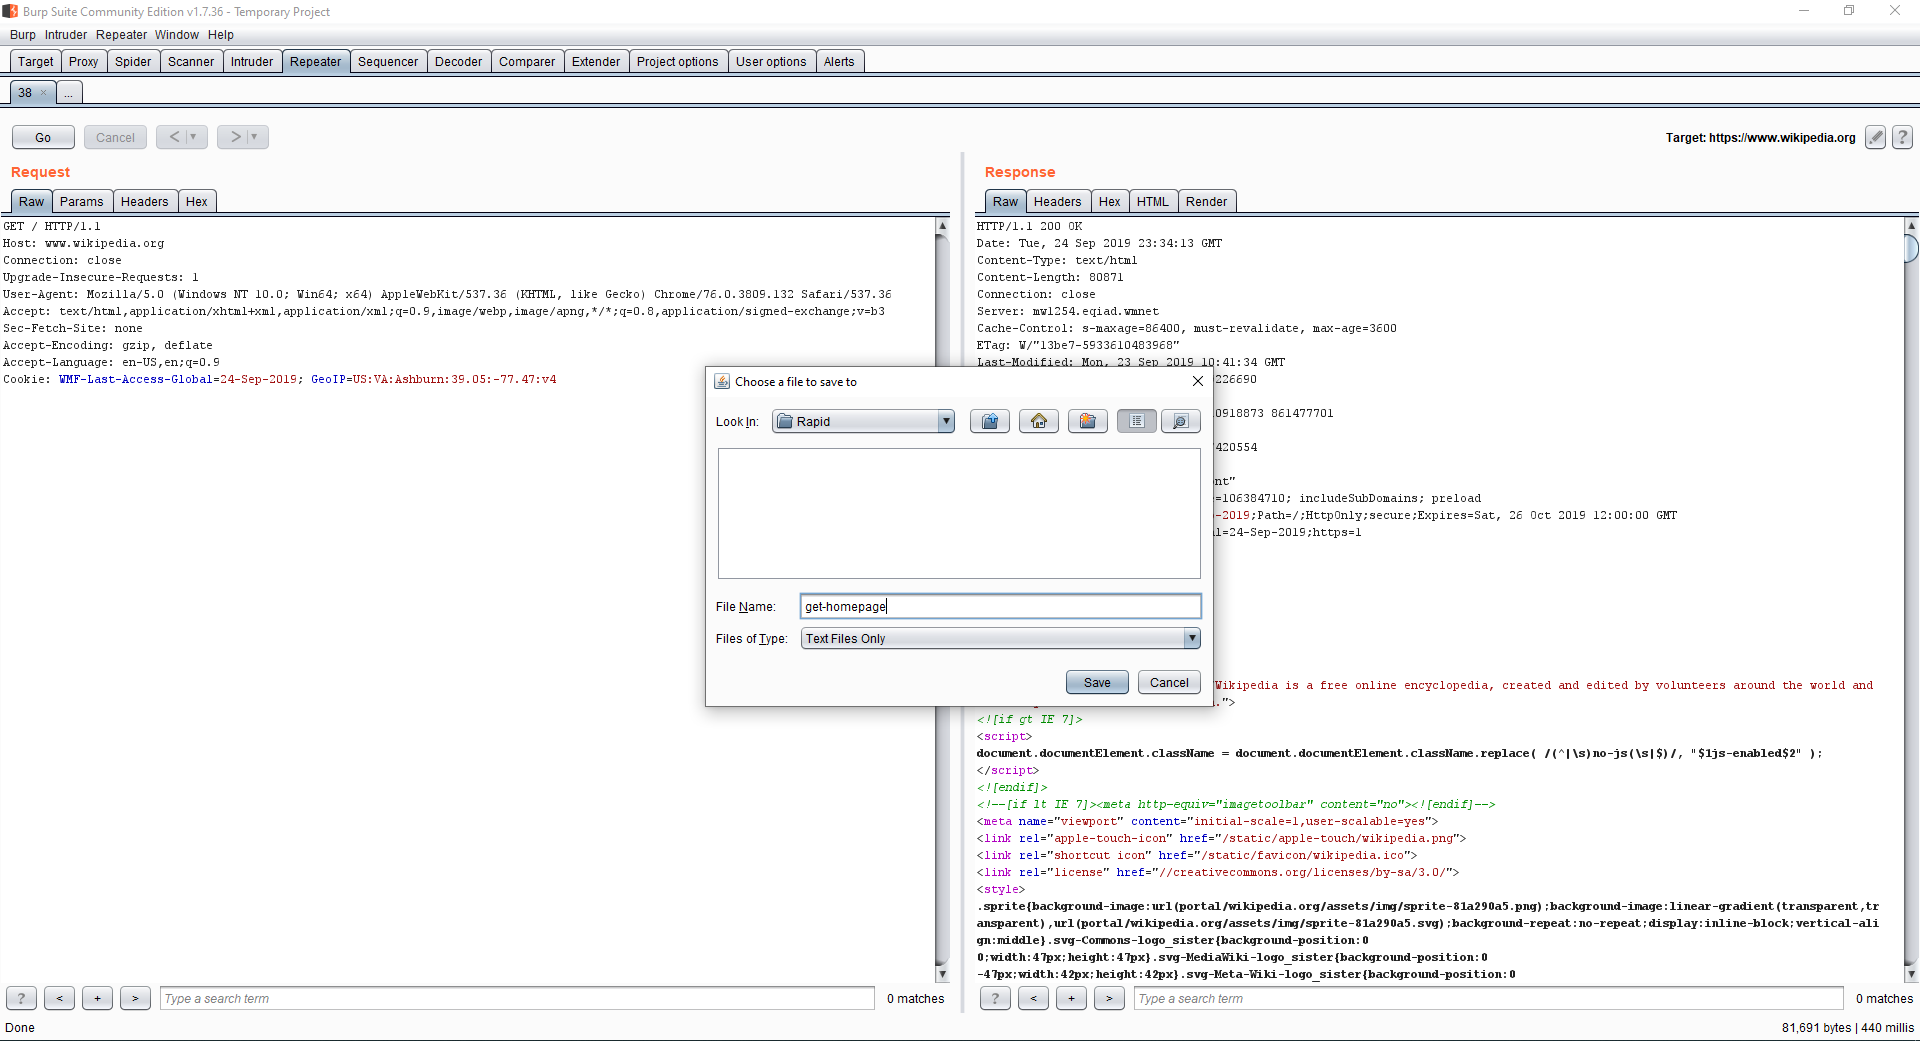 Burp Suite Community Edition v1.7.36 - Temporary Project
Burp Intruder Repeater Window Help
Target Proxy Spider Scanner Intruder Repeater Sequencer Decoder Comparer Extender Project options User options Alerts
38 × ...
Go Cancel < > Target: https://www.wikipedia.org ?
Request
Raw Params Headers Hex
GET / HTTP/1.1
Host: www.wikipedia.org
Connection: close
Upgrade-Insecure-Requests: 1
User-Agent: Mozilla/5.0 (Windows NT 10.0; Win64; x64) AppleWebKit/537.36 (KHTML, like Gecko) Chrome/76.0.3809.132 Safari/537.36
Accept: text/html,application/xhtml+xml,application/xml;q=0.9,image/webp,image/apng,*/*;q=0.8,application/signed-exchange;v=b3
Sec-Fetch-Site: none
Accept-Encoding: gzip, deflate
Accept-Language: en-US,en;q=0.9
Cookie: WMF-Last-Access-Global=24-Sep-2019; GeoIP=US:VA:Ashburn:39.05:-77.47:v4
Response
Raw Headers Hex HTML Render
HTTP/1.1 200 OK
Date: Tue, 24 Sep 2019 23:34:13 GMT
Content-Type: text/html
Content-Length: 80871
Connection: close
Server: mw1254.eqiad.wmnet
Cache-Control: s-maxage=86400, must-revalidate, max-age=3600
ETag: W/"13be7-5933610483968"
Last-Modified: Mon, 23 Sep 2019 10:41:34 GMT
226690
0918873 861477701
420554
nt"
=106384710; includeSubDomains; preload
-2019;Path=/;HttpOnly;secure;Expires=Sat, 26 Oct 2019 12:00:00 GMT
l=24-Sep-2019;https=1
Wikipedia is a free online encyclopedia, created and edited by volunteers around the world and
.">
<![if gt IE 7]>
<script>
document.documentElement.className = document.documentElement.className.replace( /(^|\s)no-js(\s|$)/, "$1js-enabled$2" );
</script>
<![endif]>
<!--[if lt IE 7]><meta http-equiv="imagetoolbar" content="no"><![endif]-->
<meta name="viewport" content="initial-scale=1,user-scalable=yes">
<link rel="apple-touch-icon" href="/static/apple-touch/wikipedia.png">
<link rel="shortcut icon" href="/static/favicon/wikipedia.ico">
<link rel="license" href="//creativecommons.org/licenses/by-sa/3.0/">
<style>
.sprite{background-image:url(portal/wikipedia.org/assets/img/sprite-81a290a5.png);background-image:linear-gradient(transparent,tr
ansparent),url(portal/wikipedia.org/assets/img/sprite-81a290a5.svg);background-repeat:no-repeat;display:inline-block;vertical-ali
gn:middle}.svg-Commons-logo_sister{background-position:0
0;width:47px;height:47px}.svg-MediaWiki-logo_sister{background-position:0
-47px;width:42px;height:42px}.svg-Meta-Wiki-logo_sister{background-position:0
Choose a file to save to
Look In: Rapid
File Name: get-homepage
Files of Type: Text Files Only
Save Cancel
? < + > Type a search term 0 matches
? < + > Type a search term 0 matches
Done 81,691 bytes | 440 millis